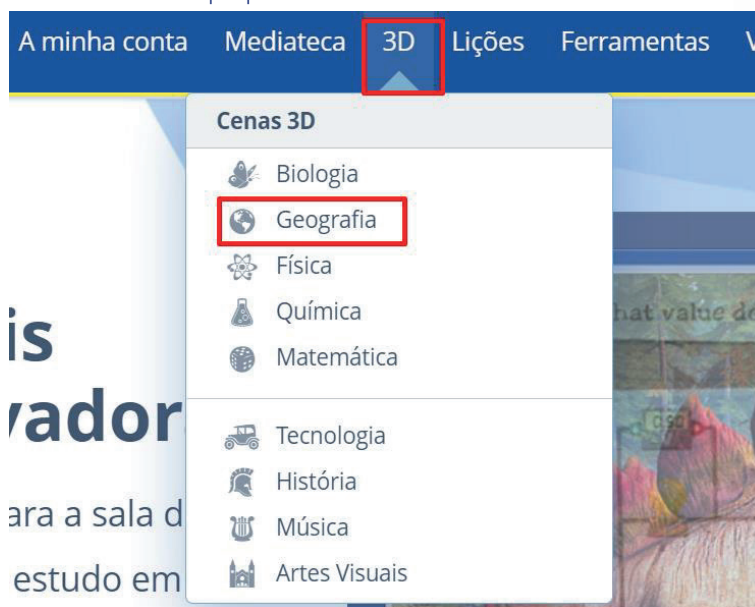 A minha conta Mediateca 3D Lições Ferramentas
Cenas 3D
Biologia
Geografia
Física
Química
Matemática
Tecnologia
História
Música
Artes Visuais
is
vador
ara a sala d
estudo em
hat value do